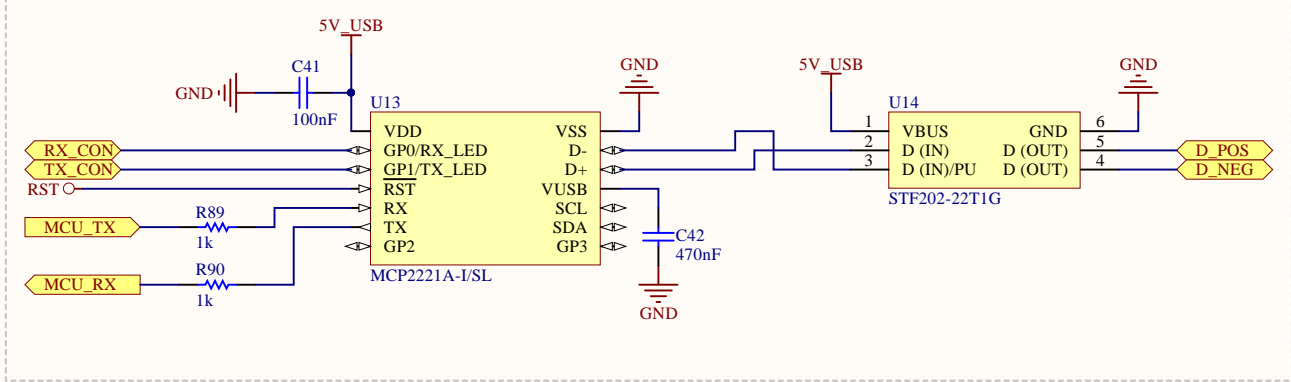 5V_USB
C41
GND
100nF
U13
VDD
GP0/RX_LED
GP1/TX_LED
RST
RX
TX
GP2
VSS
D-
D+
VUSB
SCL
SDA
GP3
MCP2221A-I/SL
RX_CON
TX_CON
RST
MCU_TX
R89
1k
MCU_RX
R90
1k
GND
C42
470nF
GND
5V_USB
GND
U14
1
2
3
VBUS
D (IN)
D (IN)/PU
GND
D (OUT)
D (OUT)
6
5
4
STF202-22T1G
D_POS
D_NEG